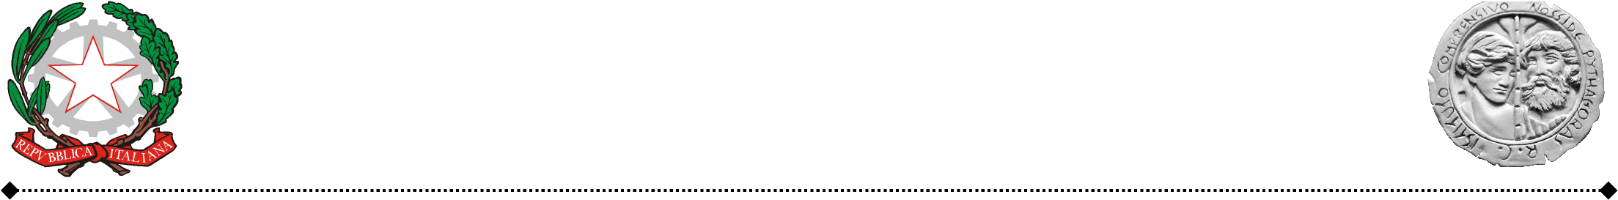 REPVBBLICA ITALIANA
ISTITUTO COMPRENSIVO NOSSIDE PYTHAGORAS R.C.